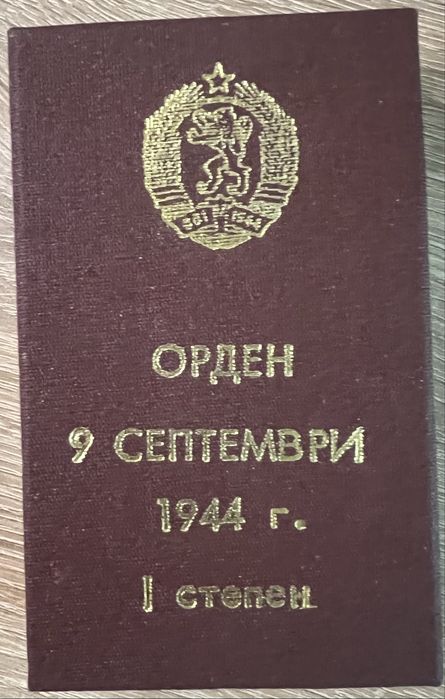 681 1944
ОРДЕН
9 СЕПТЕМВРИ
1944 г.
I степен